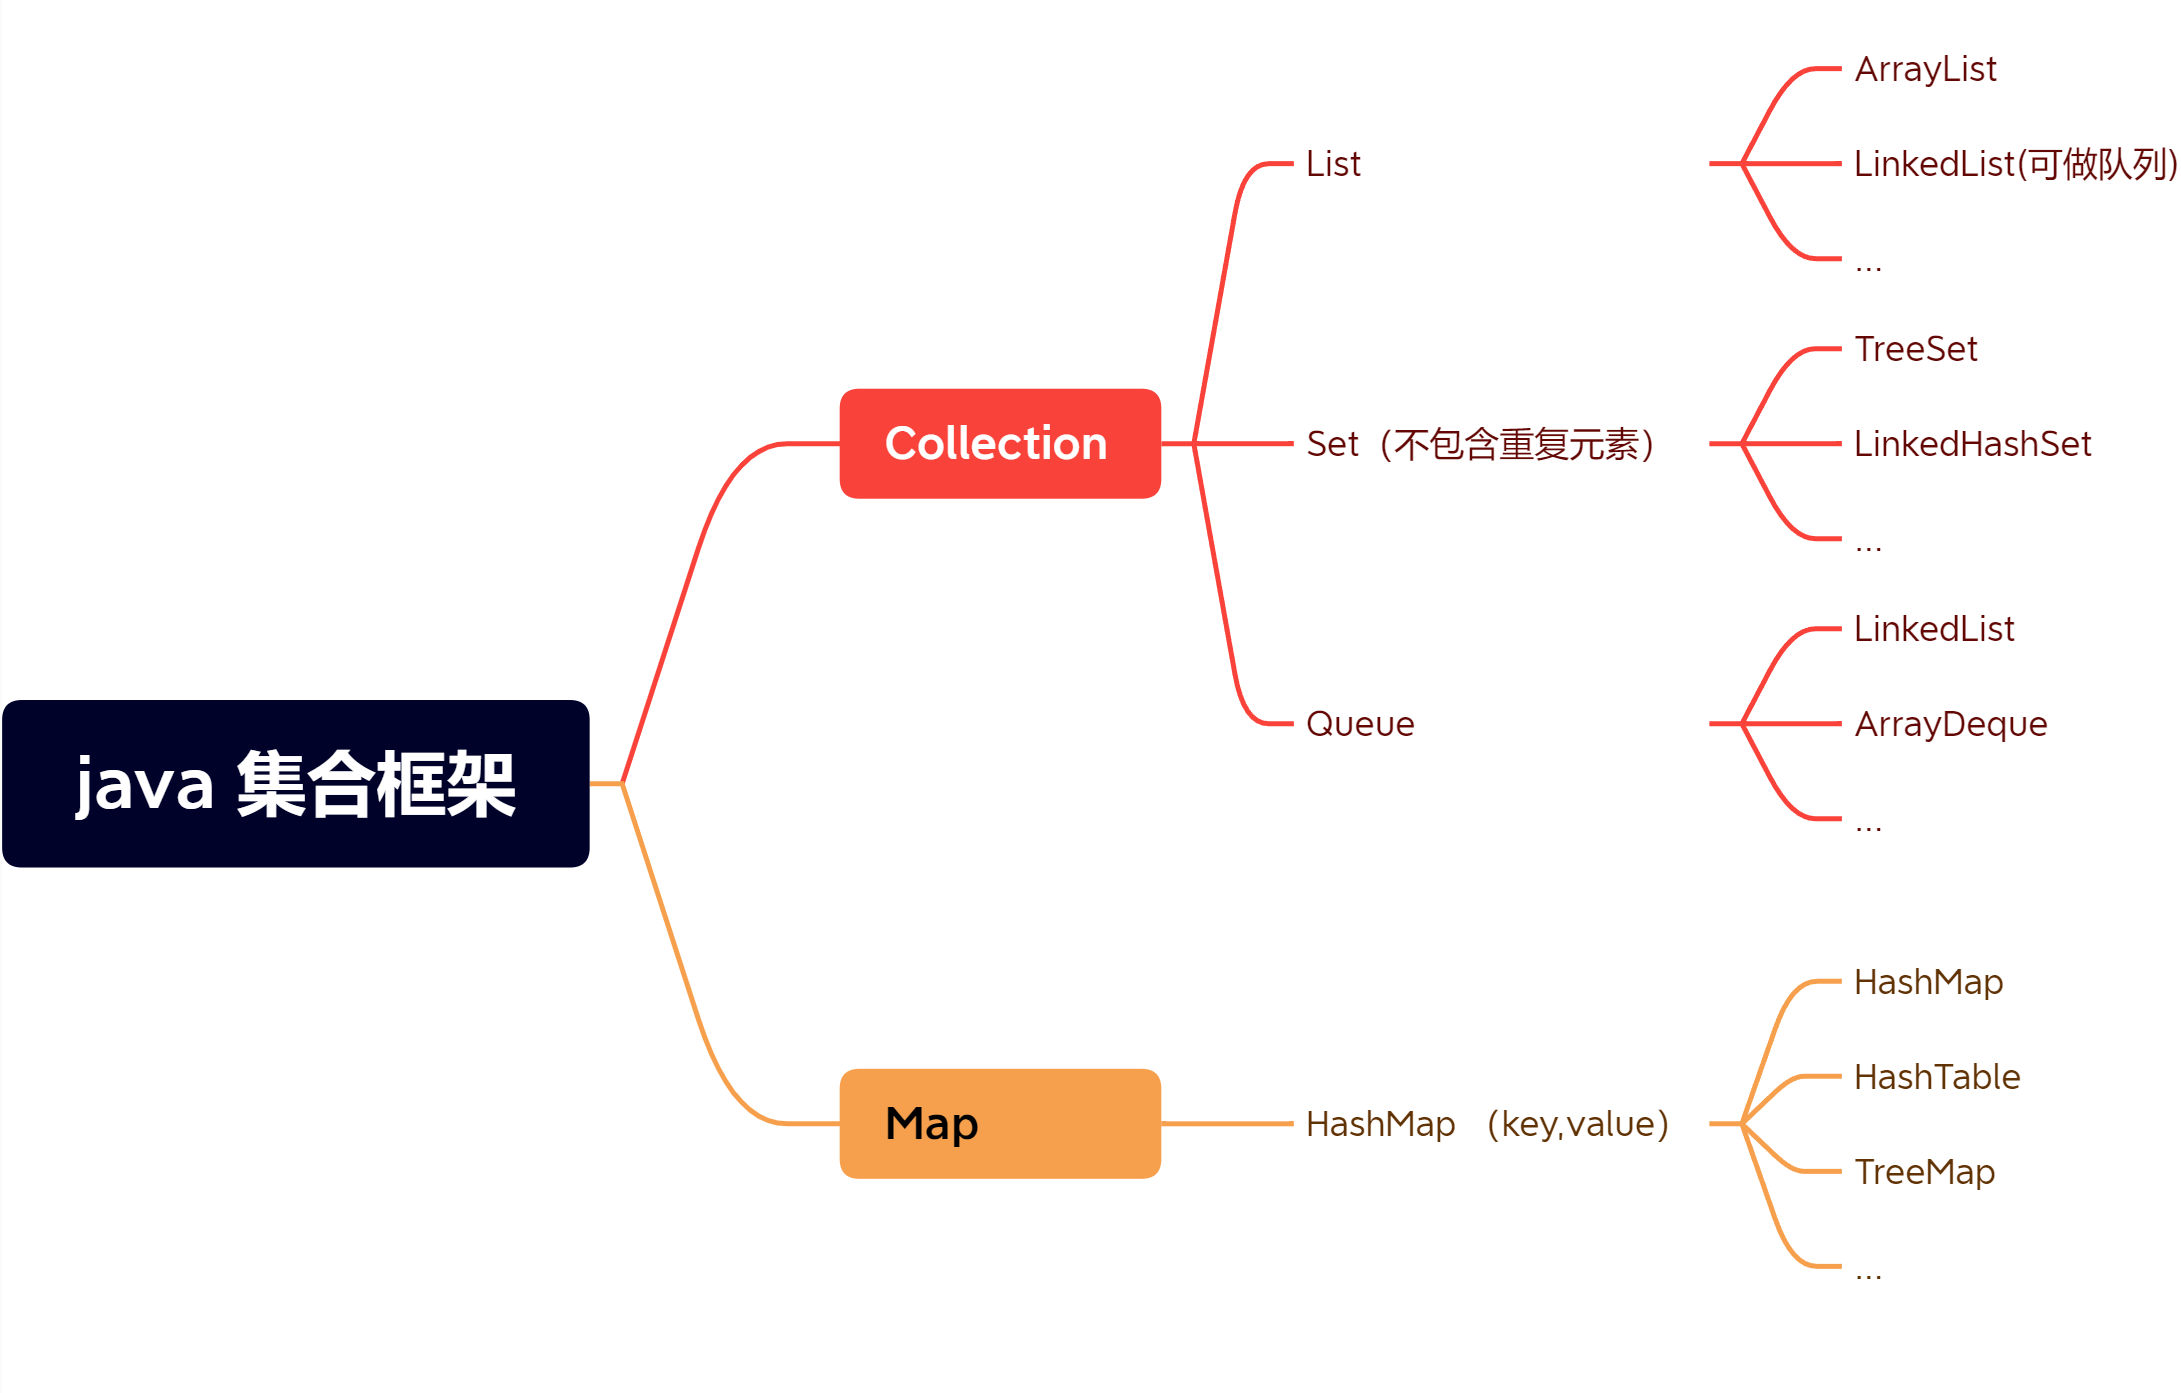 java 集合框架
Collection
List
ArrayList
LinkedList(可做队列)
...
Set（不包含重复元素）
TreeSet
LinkedHashSet
...
Queue
LinkedList
ArrayDeque
...
Map
HashMap （key,value）
HashMap
HashTable
TreeMap
...